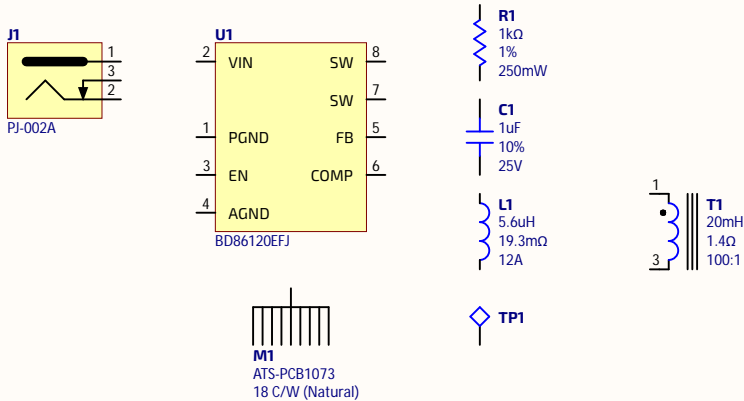 J1
1
3
2
PJ-002A
U1
2 VIN SW 8
SW 7
1 PGND FB 5
3 EN COMP 6
4 AGND
BD86120EFJ
R1
1kΩ
1%
250mW
C1
1uF
10%
25V
L1
5.6uH
19.3mΩ
12A
TP1
1
3
T1
20mH
1.4Ω
100:1
M1
ATS-PCB1073
18 C/W (Natural)